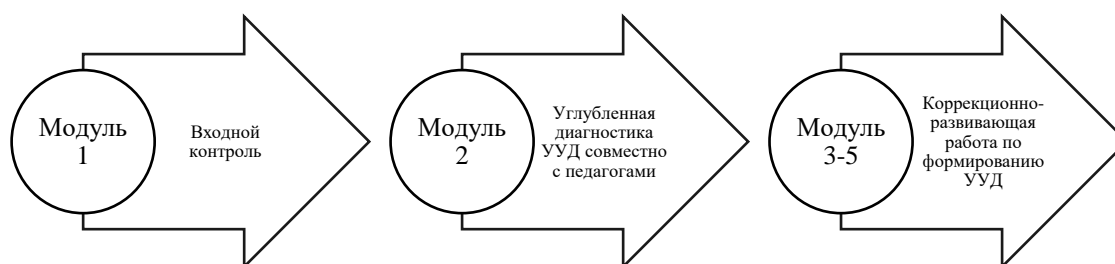 Модуль
1
Входной
контроль
Модуль
2
Углубленная
диагностика
УУД совместно
с педагогами
Модуль
3-5
Коррекционно-
развивающая
работа по
формированию
УУД